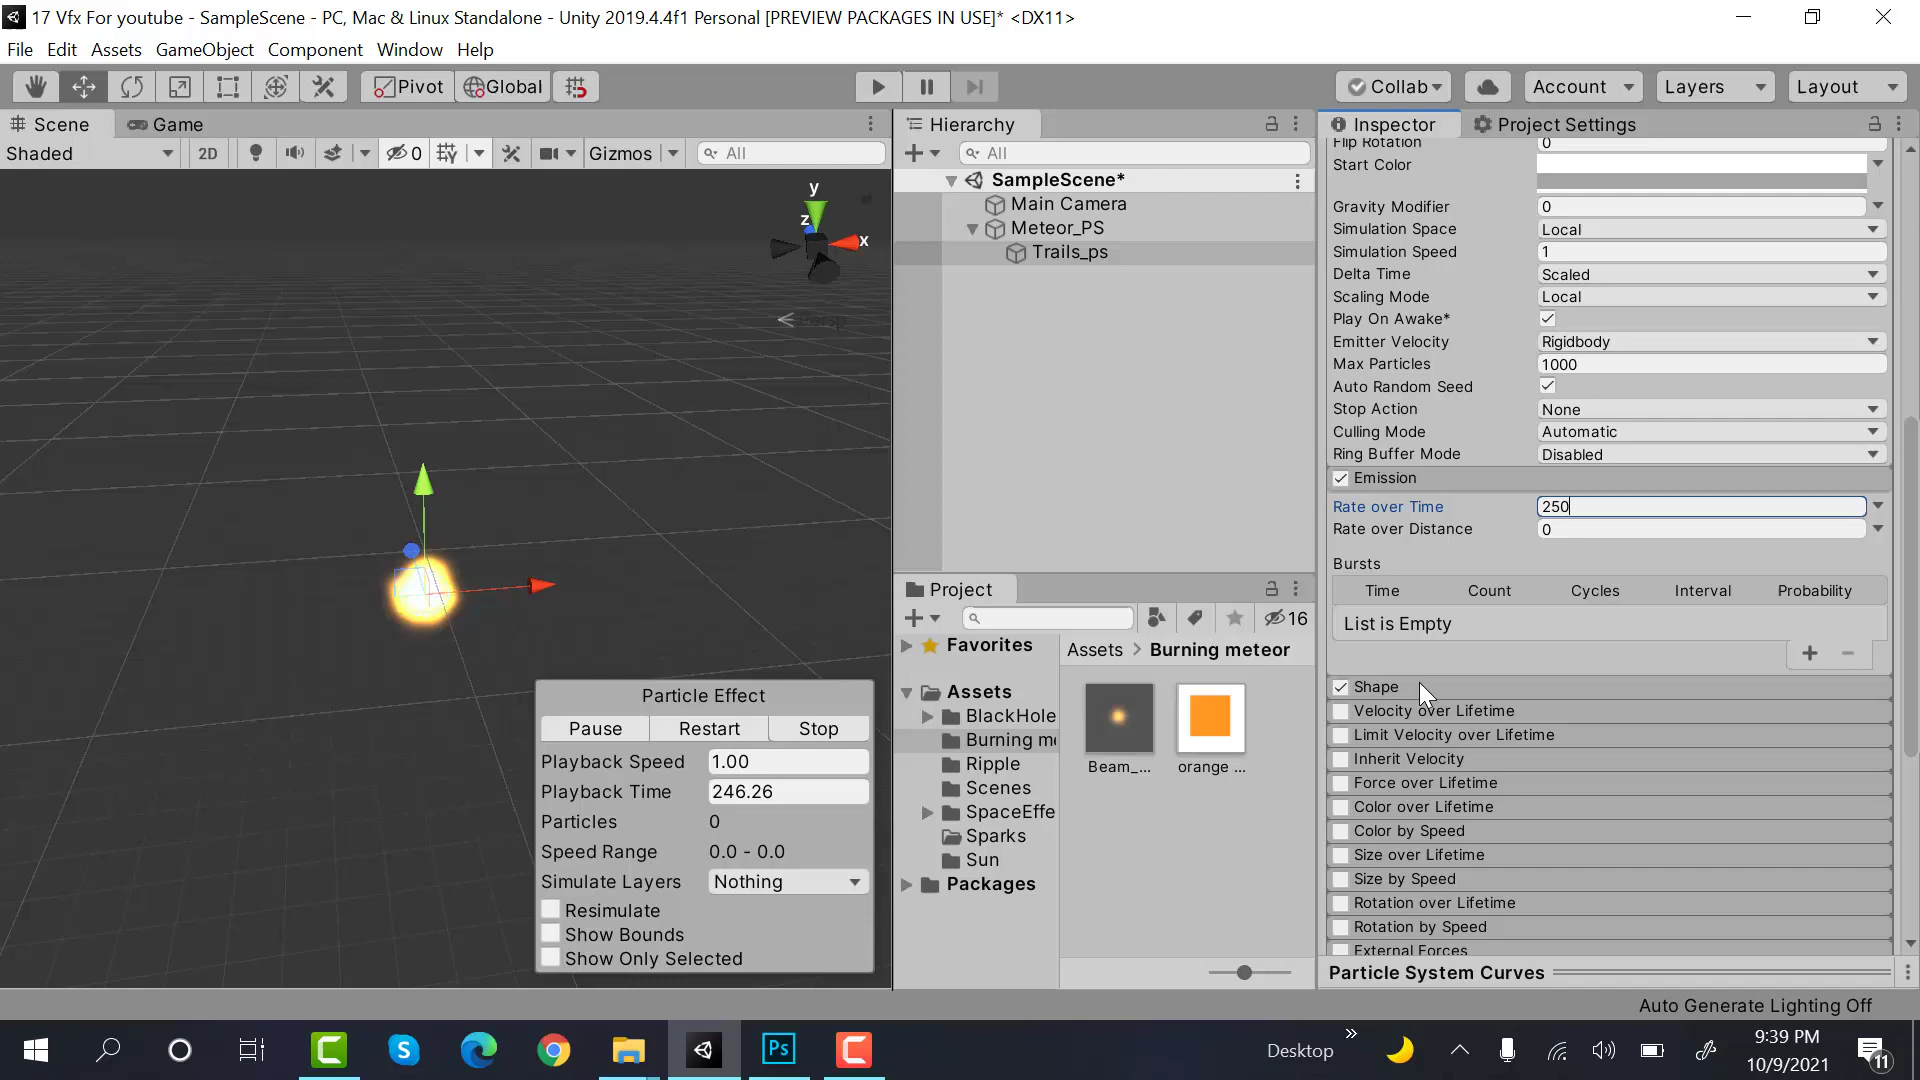 17 Vfx For youtube - SampleScene - PC, Mac & Linux Standalone - Unity 2019.4.4f1 Personal [PREVIEW PACKAGES IN USE]* <DX11>
File Edit Assets GameObject Component Window Help
Pivot Global Collab Account Layers Layout
Scene Game
Shaded 2D 0 Gizmos All
y
z
x
Persp
Particle Effect
Pause Restart Stop
Playback Speed 1.00
Playback Time 246.26
Particles 0
Speed Range 0.0 - 0.0
Simulate Layers Nothing
Resimulate
Show Bounds
Show Only Selected
Hierarchy
All
SampleScene*
Main Camera
Meteor_PS
Trails_ps
Project
16
Favorites
Assets
BlackHole
Burning me
Ripple
Scenes
SpaceEffe
Sparks
Sun
Packages
Assets > Burning meteor
Beam_...
orange ...
Inspector Project Settings
Flip Rotation 0
Start Color
Gravity Modifier 0
Simulation Space Local
Simulation Speed 1
Delta Time Scaled
Scaling Mode Local
Play On Awake*
Emitter Velocity Rigidbody
Max Particles 1000
Auto Random Seed
Stop Action None
Culling Mode Automatic
Ring Buffer Mode Disabled
Emission
Rate over Time 250
Rate over Distance 0
Bursts
Time Count Cycles Interval Probability
List is Empty
Shape
Velocity over Lifetime
Limit Velocity over Lifetime
Inherit Velocity
Force over Lifetime
Color over Lifetime
Color by Speed
Size over Lifetime
Size by Speed
Rotation over Lifetime
Rotation by Speed
External Forces
Particle System Curves
Auto Generate Lighting Off
Ps
Desktop
9:39 PM
10/9/2021
11